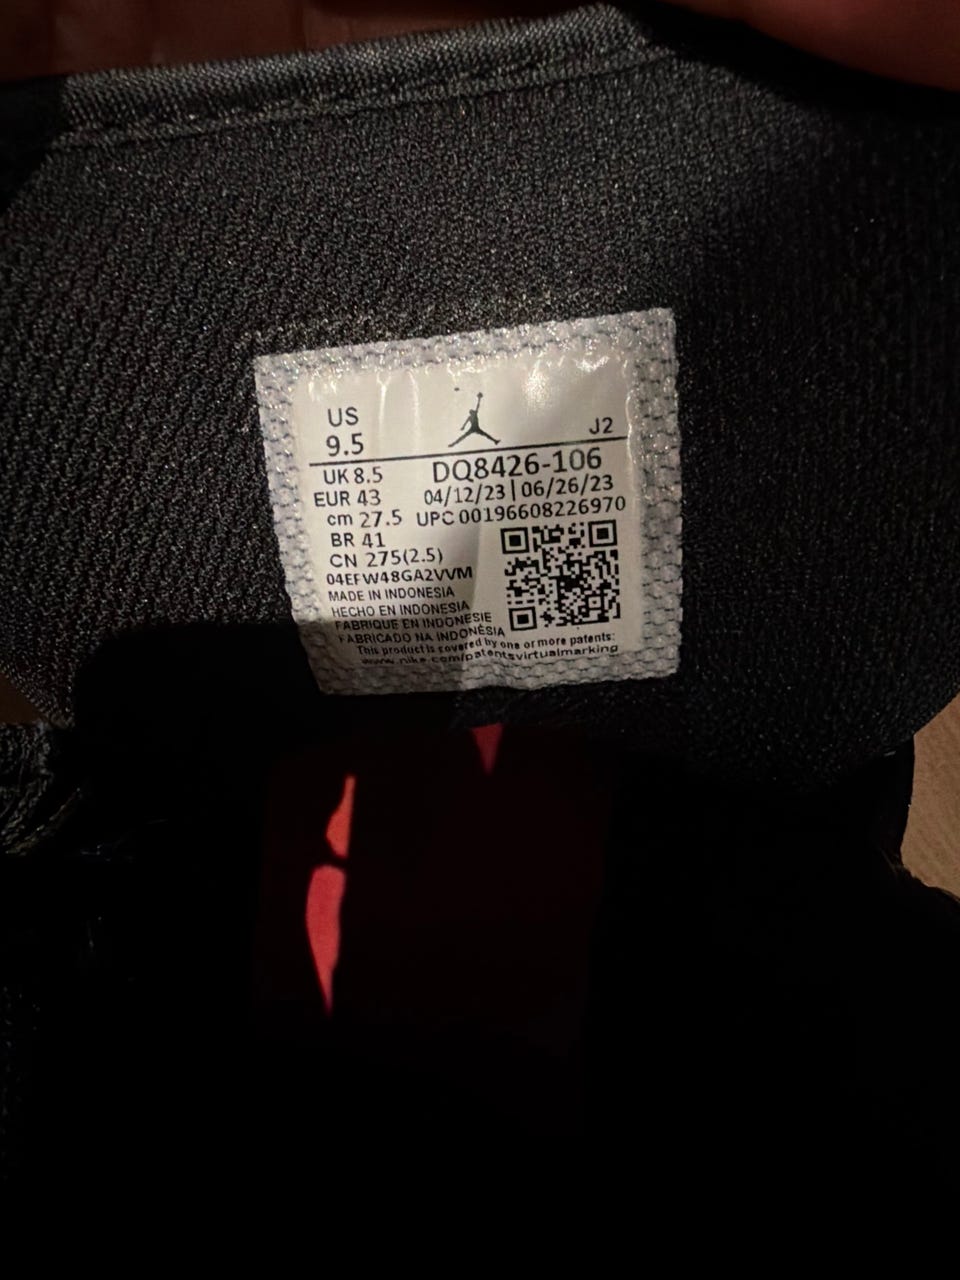 US
9.5
J2
UK 8.5
DQ8426-106
EUR 43
04/12/23 | 06/26/23
cm 27.5
UPC 00196608226970
BR 41
CN 275(2.5)
04EFW48GA2VVM
MADE IN INDONESIA
HECHO EN INDONESIA
FABRIQUE EN INDONESIE
FABRICADO NA INDONÉSIA
This product is covered by one or more patents:
www.nike.com/patentsvirtualmarking